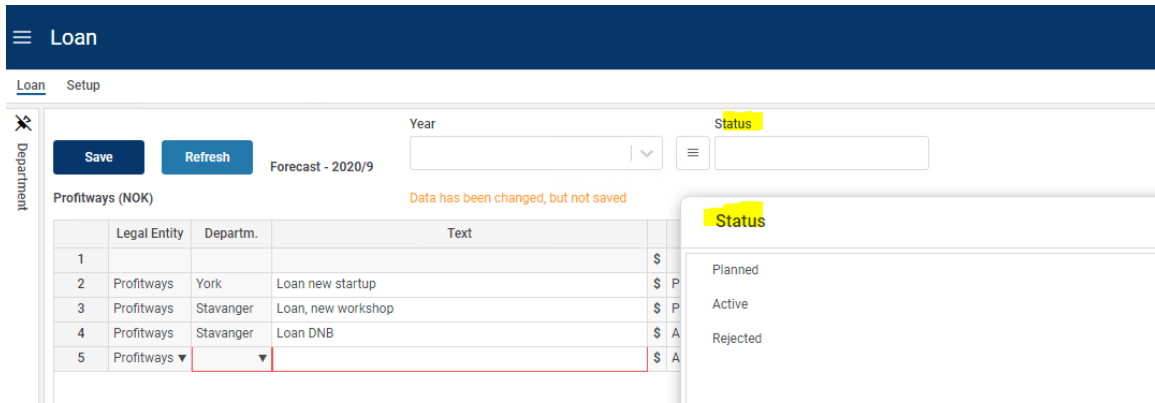 Loan
Loan Setup
Department
Year
Status
Save
Refresh
Forecast - 2020/9
Profitways (NOK)
Data has been changed, but not saved
Status
Legal Entity Departm. Text
1 $
2 Profitways York Loan new startup $ P
3 Profitways Stavanger Loan, new workshop $ P
4 Profitways Stavanger Loan DNB $ A
5 Profitways $ A
Planned
Active
Rejected